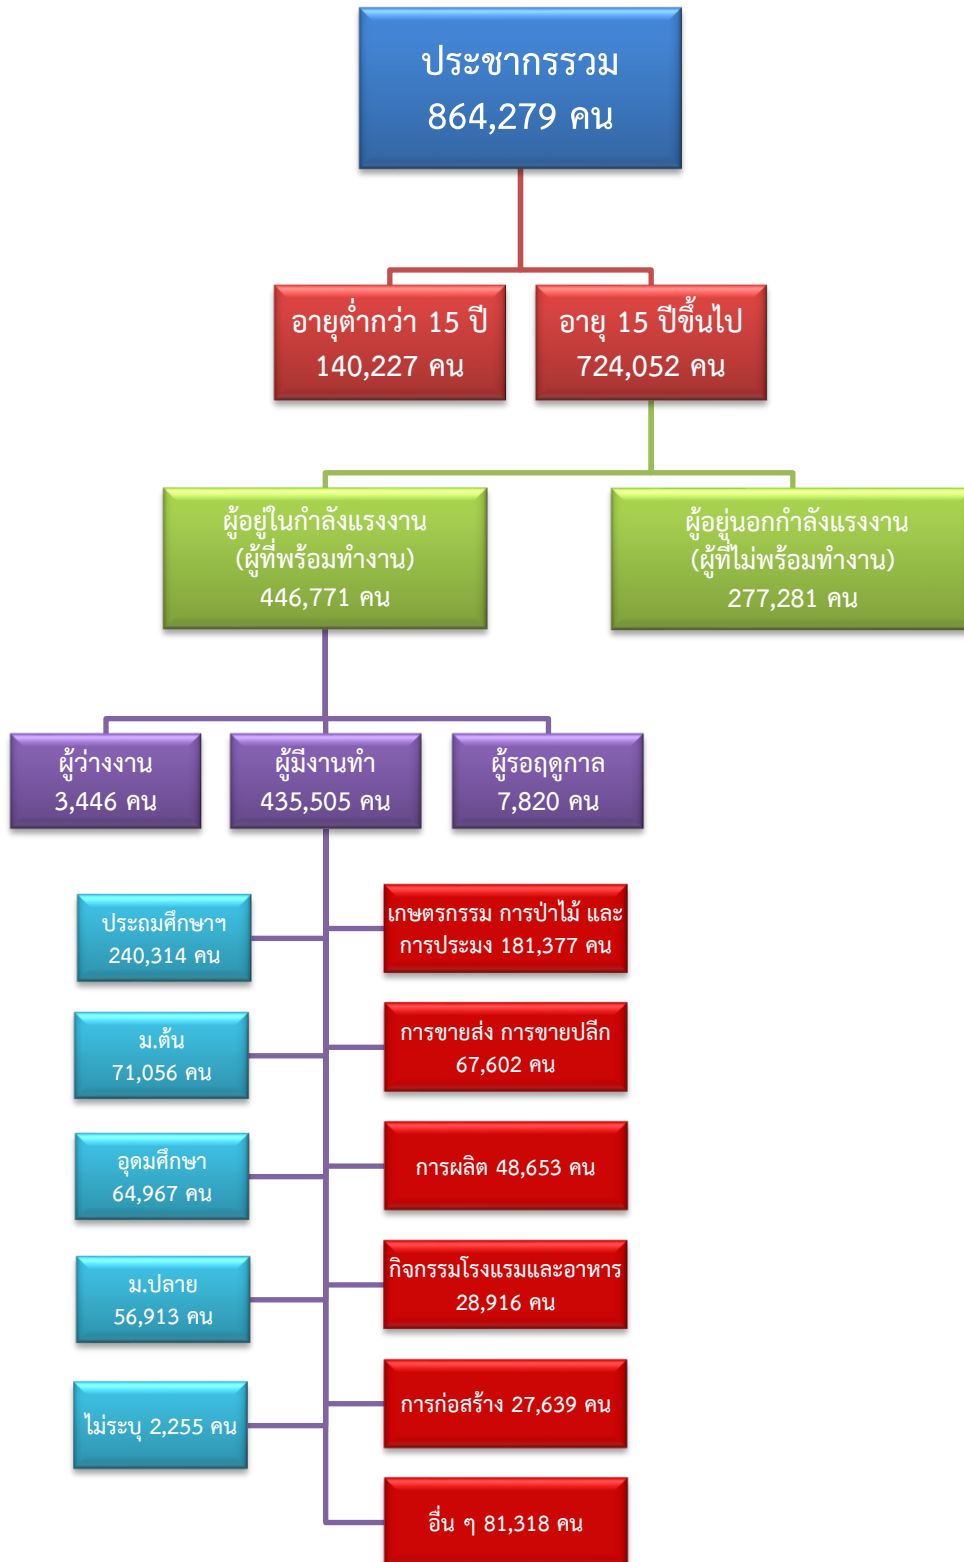 ประชากรรวม
864,279 คน
อายุต่ำกว่า 15 ปี
140,227 คน
อายุ 15 ปีขึ้นไป
724,052 คน
ผู้อยู่ในกำลังแรงงาน
(ผู้ที่พร้อมทำงาน)
446,771 คน
ผู้อยู่นอกกำลังแรงงาน
(ผู้ที่ไม่พร้อมทำงาน)
277,281 คน
ผู้ว่างงาน
3,446 คน
ผู้มีงานทำ
435,505 คน
ผู้รอฤดูกาล
7,820 คน
ประถมศึกษาฯ
240,314 คน
ม.ต้น
71,056 คน
อุดมศึกษา
64,967 คน
ม.ปลาย
56,913 คน
ไม่ระบุ 2,255 คน
เกษตรกรรม การป่าไม้ และ
การประมง 181,377 คน
การขายส่ง การขายปลีก
67,602 คน
การผลิต 48,653 คน
กิจกรรมโรงแรมและอาหาร
28,916 คน
การก่อสร้าง 27,639 คน
อื่น ๆ 81,318 คน